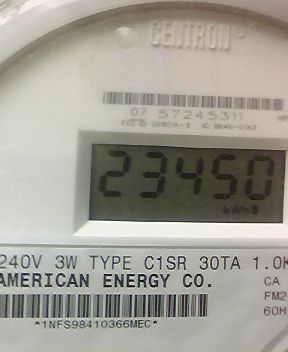 CENTRON®
07 57245311
23450
kWh
240V 3W TYPE C1SR 30TA 1.0K
AMERICAN ENERGY CO.
CA
FM2
60H
*1NFS98410366MEC*